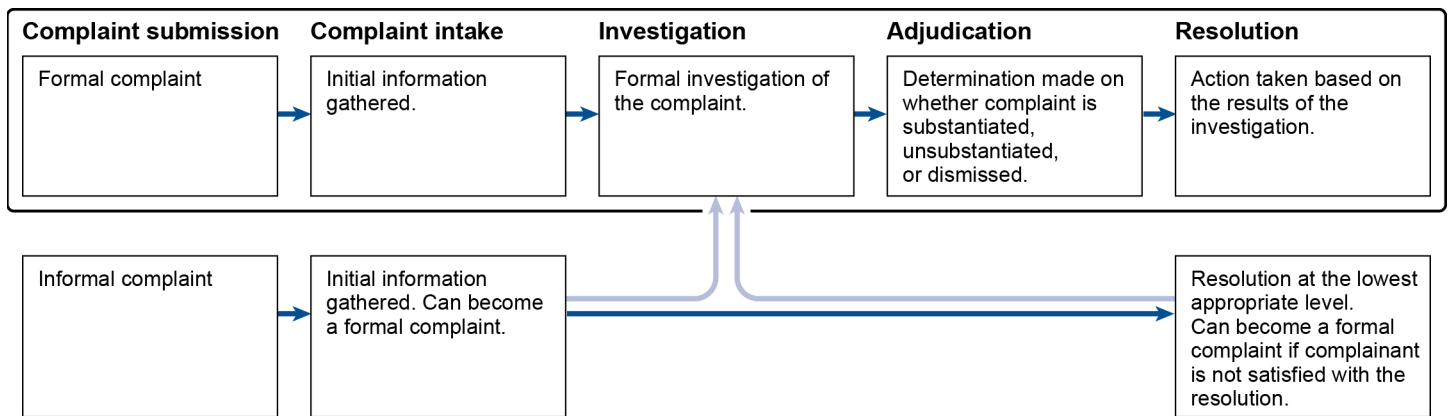 Complaint submission
Complaint intake
Investigation
Adjudication
Resolution
Formal complaint
Initial information
gathered.
Formal investigation of
the complaint.
Determination made on
whether complaint is
substantiated,
unsubstantiated,
or dismissed.
Action taken based on
the results of the
investigation.
Informal complaint
Initial information
gathered. Can become
a formal complaint.
Resolution at the lowest
appropriate level.
Can become a formal
complaint if complainant
is not satisfied with the
resolution.